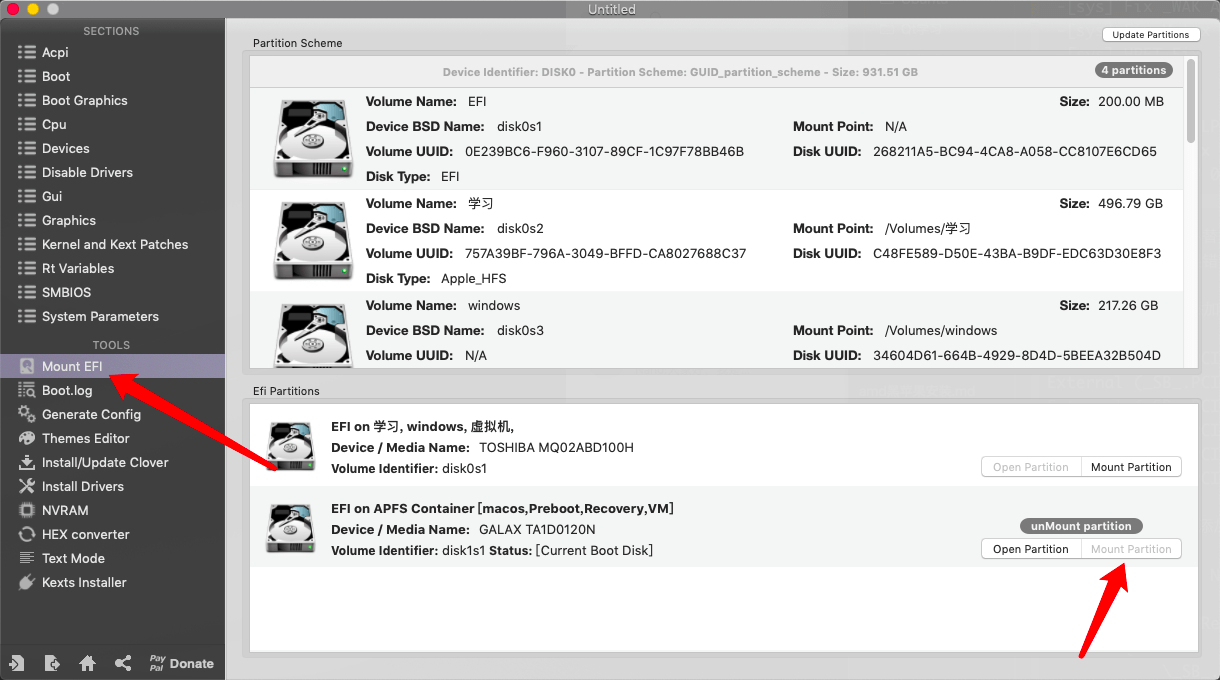 Untitled
SECTIONS
Acpi
Boot
Boot Graphics
Cpu
Devices
Disable Drivers
Gui
Graphics
Kernel and Kext Patches
Rt Variables
SMBIOS
System Parameters
TOOLS
Mount EFI
Boot.log
Generate Config
Themes Editor
Install/Update Clover
Install Drivers
NVRAM
HEX converter
Text Mode
Kexts Installer
Pay
Pal
Donate
Partition Scheme
Update Partitions
Device Identifier: DISK0 - Partition Scheme: GUID_partition_scheme - Size: 931.51 GB
4 partitions
Volume Name: EFI
Size: 200.00 MB
Device BSD Name: disk0s1
Mount Point: N/A
Volume UUID: 0E239BC6-F960-3107-89CF-1C97F78BB46B
Disk UUID: 268211A5-BC94-4CA8-A058-CC8107E6CD65
Disk Type: EFI
Volume Name: 学习
Size: 496.79 GB
Device BSD Name: disk0s2
Mount Point: /Volumes/学习
Volume UUID: 757A39BF-796A-3049-BFFD-CA8027688C37
Disk UUID: C48FE589-D50E-43BA-B9DF-EDC63D30E8F3
Disk Type: Apple_HFS
Volume Name: windows
Size: 217.26 GB
Device BSD Name: disk0s3
Mount Point: /Volumes/windows
Volume UUID: N/A
Disk UUID: 34604D61-664B-4929-8D4D-5BEEA32B504D
Efi Partitions
EFI on 学习, windows, 虚拟机,
Device / Media Name: TOSHIBA MQ02ABD100H
Volume Identifier: disk0s1
Open Partition
Mount Partition
EFI on APFS Container [macos,Preboot,Recovery,VM]
Device / Media Name: GALAX TA1D0120N
unMount partition
Volume Identifier: disk1s1 Status: [Current Boot Disk]
Open Partition
Mount Partition